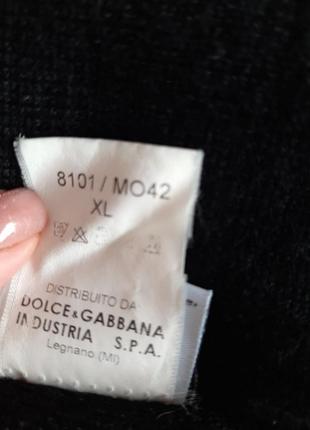 8101 / MO42
XL
DISTRIBUITO DA
DOLCE & GABBANA
INDUSTRIA S.P.A.
Legnano (MI)